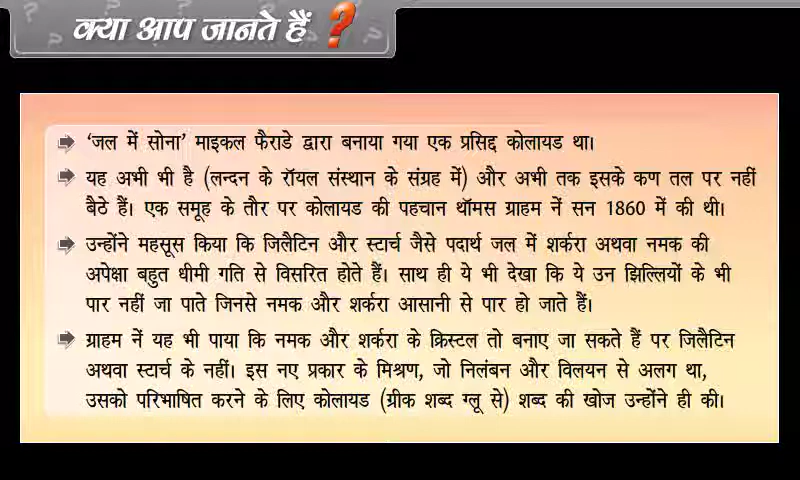 क्या आप जानते हैं ?
'जल में सोना' माइकल फैराडे द्वारा बनाया गया एक प्रसिद्द कोलायड था।
यह अभी भी है (लन्दन के रॉयल संस्थान के संग्रह में) और अभी तक इसके कण तल पर नहीं
बैठे हैं। एक समूह के तौर पर कोलायड की पहचान थॉमस ग्राहम नें सन 1860 में की थी।
उन्होंने महसूस किया कि जिलैटिन और स्टार्च जैसे पदार्थ जल में शर्करा अथवा नमक की
अपेक्षा बहुत धीमी गति से विसरित होते हैं। साथ ही ये भी देखा कि ये उन झिल्लियों के भी
पार नहीं जा पाते जिनसे नमक और शर्करा आसानी से पार हो जाते हैं।
ग्राहम नें यह भी पाया कि नमक और शर्करा के क्रिस्टल तो बनाए जा सकते हैं पर जिलैटिन
अथवा स्टार्च के नहीं। इस नए प्रकार के मिश्रण, जो निलंबन और विलयन से अलग था,
उसको परिभाषित करने के लिए कोलायड (ग्रीक शब्द ग्लू से) शब्द की खोज उन्होंने ही की।